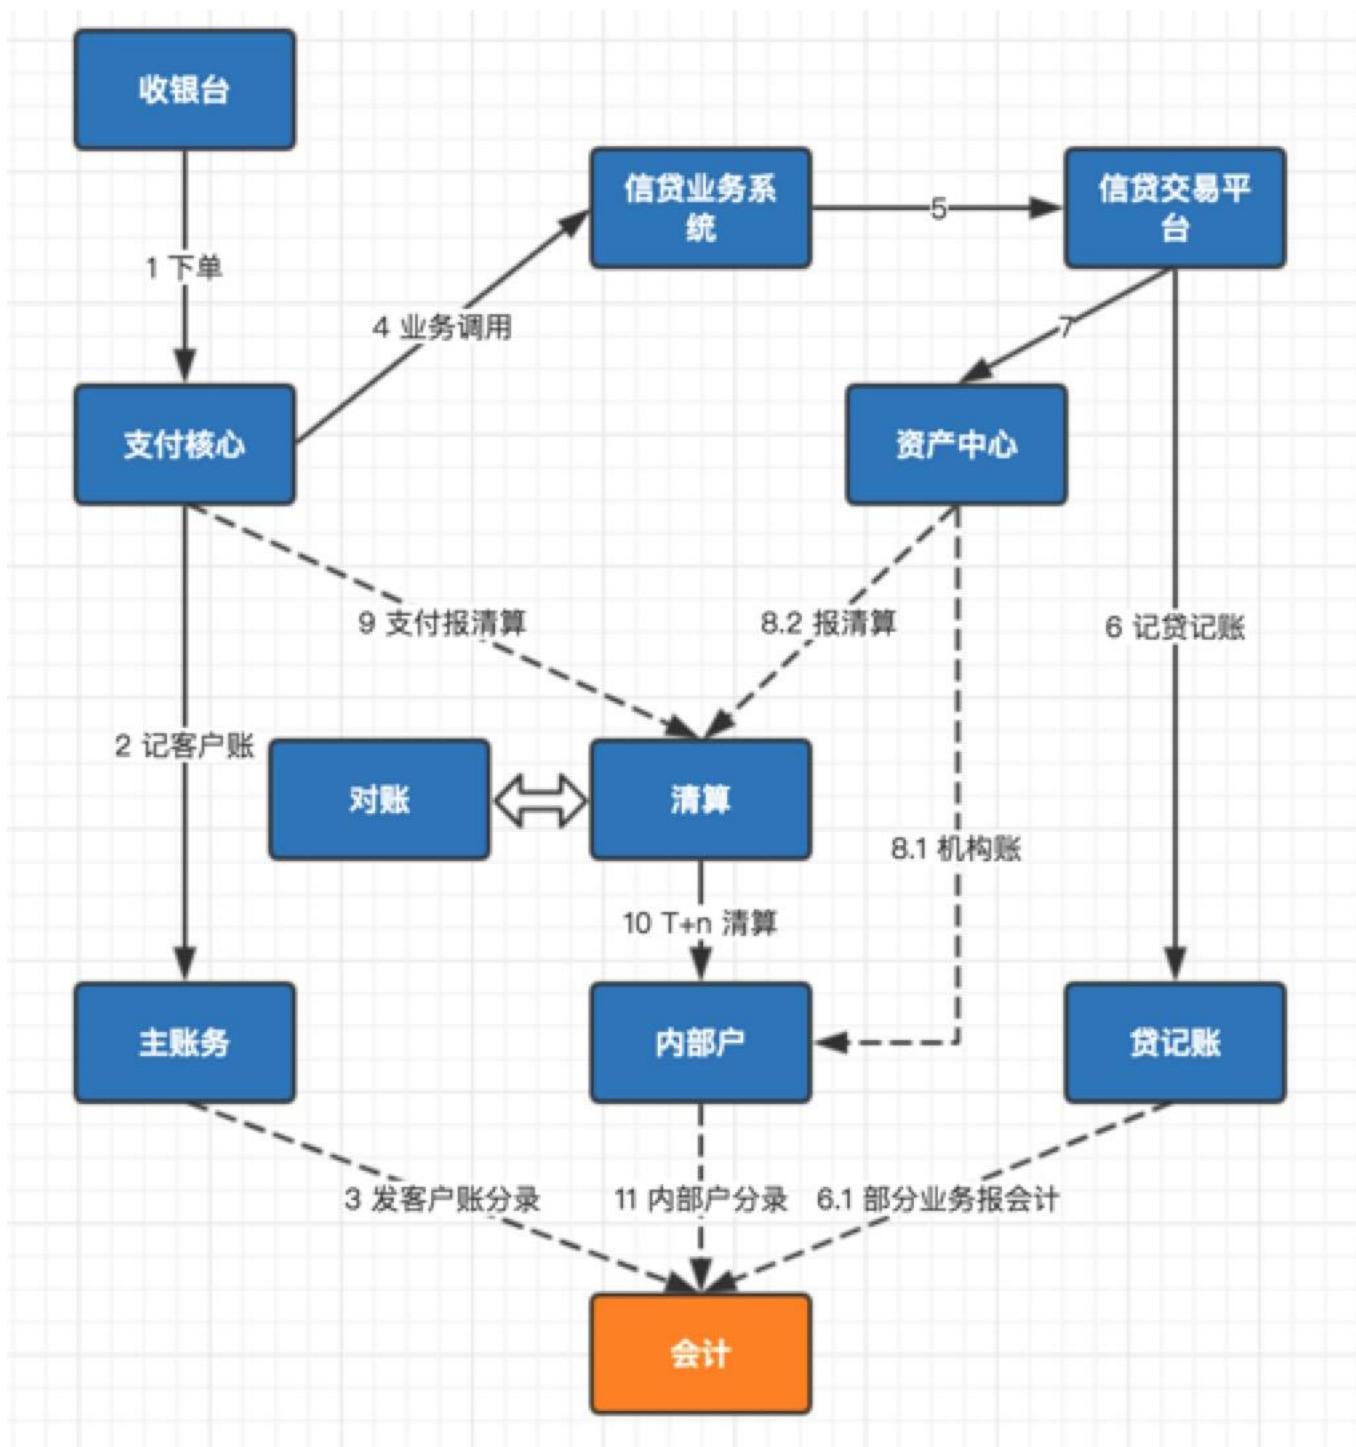 收银台
信贷业务系
统
5
信贷交易平
台
1 下单
4 业务调用
7
支付核心
资产中心
9 支付报清算
8.2 报清算
6 记贷记账
2 记客户账
对账
清算
8.1 机构账
10 T+n 清算
主账务
内部户
贷记账
3 发客户账分录
11 内部户分录
6.1 部分业务报会计
会计